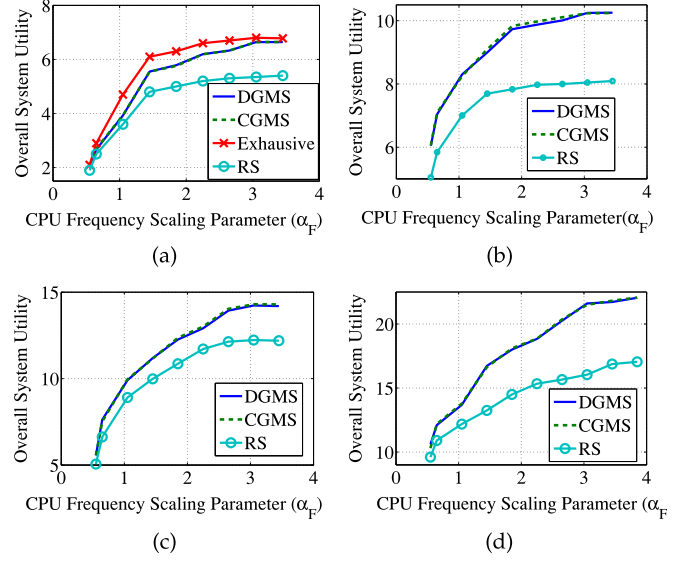 Overall System Utility
8
6
4
2
0 1 2 3 4
DGMS
CGMS
Exhausive
RS
CPU Frequency Scaling Parameter (α_F)
(a)
Overall System Utility
10
8
6
0 1 2 3 4
DGMS
CGMS
RS
CPU Frequency Scaling Parameter(α_F)
(b)
Overall System Utility
15
10
5
0 1 2 3 4
DGMS
CGMS
RS
CPU Frequency Scaling Parameter (α_F)
(c)
Overall System Utility
20
15
10
0 1 2 3 4
DGMS
CGMS
RS
CPU Frequency Scaling Parameter (α_F
(d)